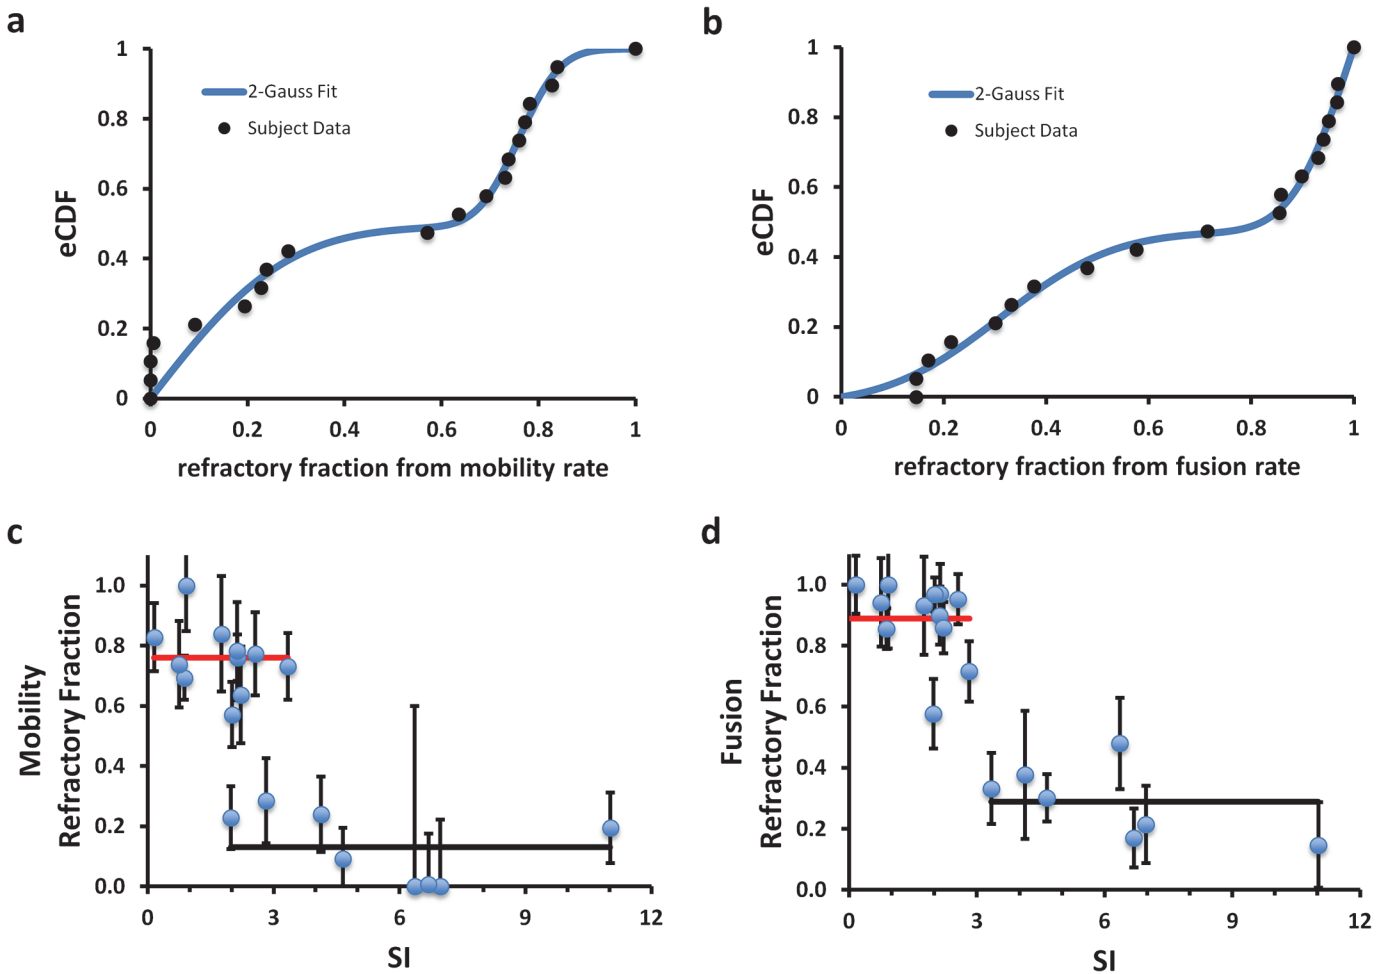 a
1
0.8
0.6
0.4
0.2
0
eCDF
2-Gauss Fit
Subject Data
0 0.2 0.4 0.6 0.8 1
refractory fraction from mobility rate
b
1
0.8
0.6
0.4
0.2
0
eCDF
2-Gauss Fit
Subject Data
0 0.2 0.4 0.6 0.8 1
refractory fraction from fusion rate
c
Mobility
Refractory Fraction
1.0
0.8
0.6
0.4
0.2
0.0
0 3 6 9 12
SI
d
Fusion
Refractory Fraction
1.0
0.8
0.6
0.4
0.2
0.0
0 3 6 9 12
SI